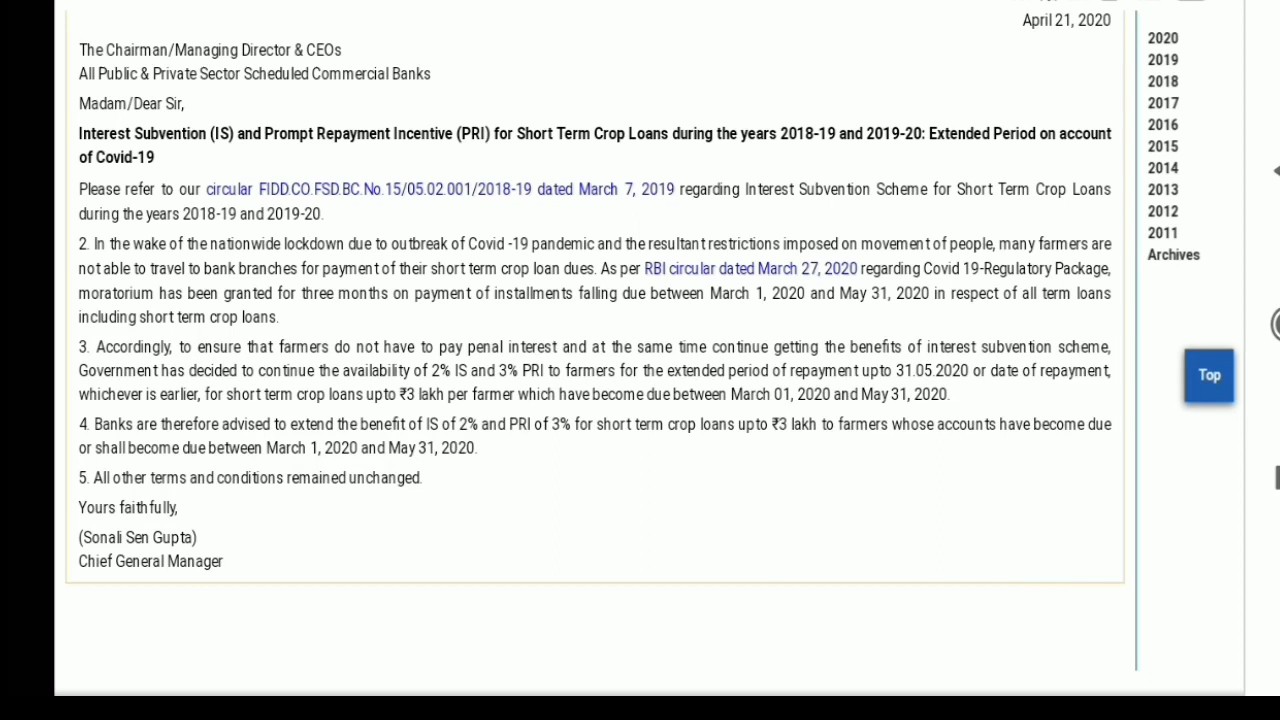 April 21, 2020
The Chairman/Managing Director & CEOs
All Public & Private Sector Scheduled Commercial Banks
Madam/Dear Sir,
Interest Subvention (IS) and Prompt Repayment Incentive (PRI) for Short Term Crop Loans during the years 2018-19 and 2019-20: Extended Period on account
of Covid-19
Please refer to our circular FIDD.CO.FSD.BC.No.15/05.02.001/2018-19 dated March 7, 2019 regarding Interest Subvention Scheme for Short Term Crop Loans
during the years 2018-19 and 2019-20.
2. In the wake of the nationwide lockdown due to outbreak of Covid -19 pandemic and the resultant restrictions imposed on movement of people, many farmers are
not able to travel to bank branches for payment of their short term crop loan dues. As per RBI circular dated March 27, 2020 regarding Covid 19-Regulatory Package,
moratorium has been granted for three months on payment of installments falling due between March 1, 2020 and May 31, 2020 in respect of all term loans
including short term crop loans.
3. Accordingly, to ensure that farmers do not have to pay penal interest and at the same time continue getting the benefits of interest subvention scheme,
Government has decided to continue the availability of 2% IS and 3% PRI to farmers for the extended period of repayment upto 31.05.2020 or date of repayment,
whichever is earlier, for short term crop loans upto ₹3 lakh per farmer which have become due between March 01, 2020 and May 31, 2020.
4. Banks are therefore advised to extend the benefit of IS of 2% and PRI of 3% for short term crop loans upto ₹3 lakh to farmers whose accounts have become due
or shall become due between March 1, 2020 and May 31, 2020.
5. All other terms and conditions remained unchanged.
Yours faithfully,
(Sonali Sen Gupta)
Chief General Manager
2020
2019
2018
2017
2016
2015
2014
2013
2012
2011
Archives
Top